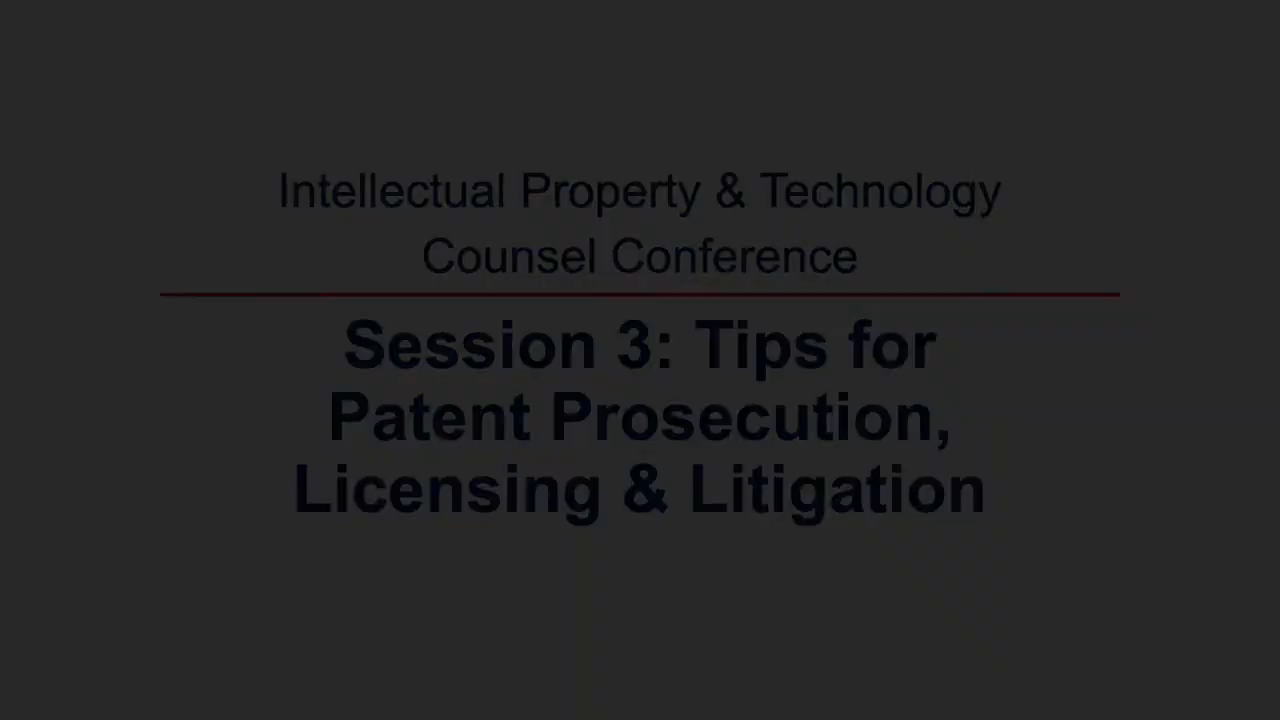 Intellectual Property & Technology
Counsel Conference
Session 3: Tips for
Patent Prosecution,
Licensing & Litigation